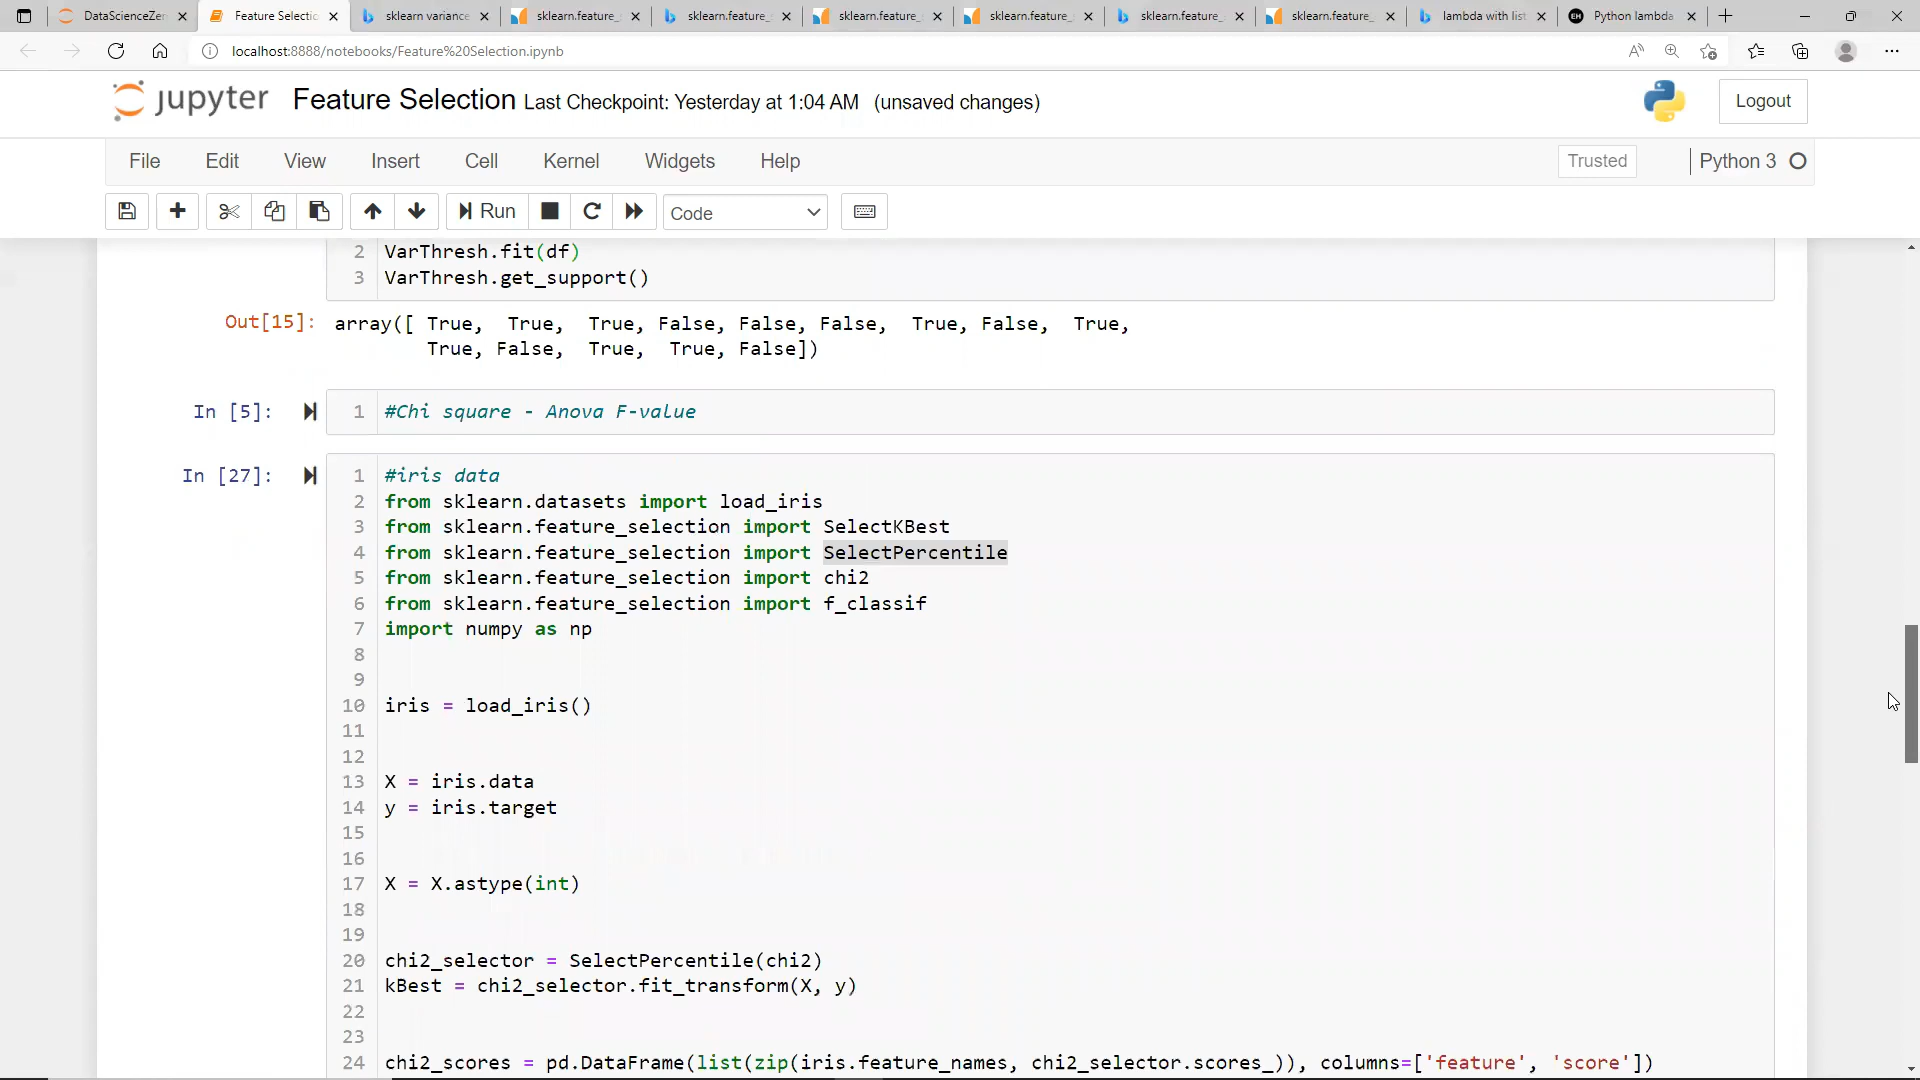 DataScienceZer
Feature Selectio
sklearn variance
sklearn.feature_s
sklearn.feature_s
sklearn.feature_s
sklearn.feature_s
sklearn.feature_s
sklearn.feature_s
lambda with list
Python lambda
localhost:8888/notebooks/Feature%20Selection.ipynb
jupyter Feature Selection Last Checkpoint: Yesterday at 1:04 AM (unsaved changes)
Logout
File Edit View Insert Cell Kernel Widgets Help
Trusted
Python 3
Run
Code
2 VarThresh.fit(df)
3 VarThresh.get_support()
Out[15]: array([ True, True, True, False, False, False, True, False, True,
True, False, True, True, False])
In [5]: 1 #Chi square - Anova F-value
In [27]: 1 #iris data
2 from sklearn.datasets import load_iris
3 from sklearn.feature_selection import SelectKBest
4 from sklearn.feature_selection import SelectPercentile
5 from sklearn.feature_selection import chi2
6 from sklearn.feature_selection import f_classif
7 import numpy as np
8
9
10 iris = load_iris()
11
12
13 X = iris.data
14 y = iris.target
15
16
17 X = X.astype(int)
18
19
20 chi2_selector = SelectPercentile(chi2)
21 kBest = chi2_selector.fit_transform(X, y)
22
23
24 chi2_scores = pd.DataFrame(list(zip(iris.feature_names, chi2_selector.scores_)), columns=['feature', 'score'])